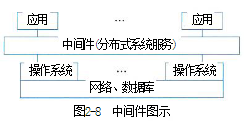 应用 … 应用
中间件(分布式系统服务)
操作系统 … 操作系统
网络、数据库
图2-8 中间件图示